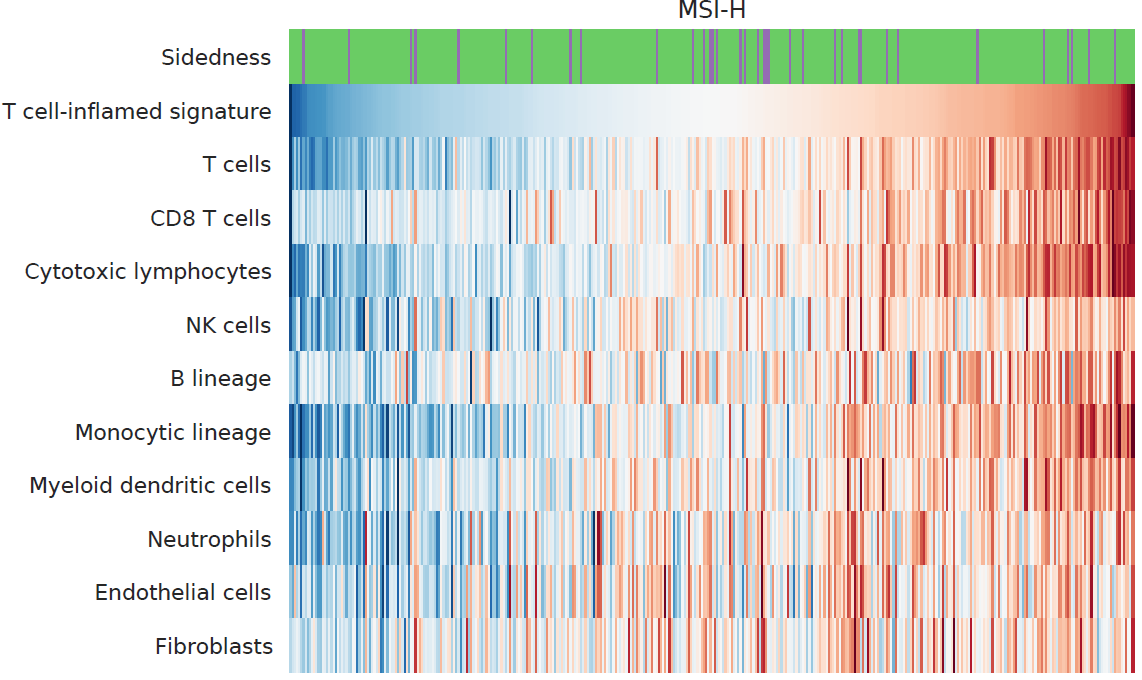 MSI-H
Sidedness
T cell-inflamed signature
T cells
CD8 T cells
Cytotoxic lymphocytes
NK cells
B lineage
Monocytic lineage
Myeloid dendritic cells
Neutrophils
Endothelial cells
Fibroblasts